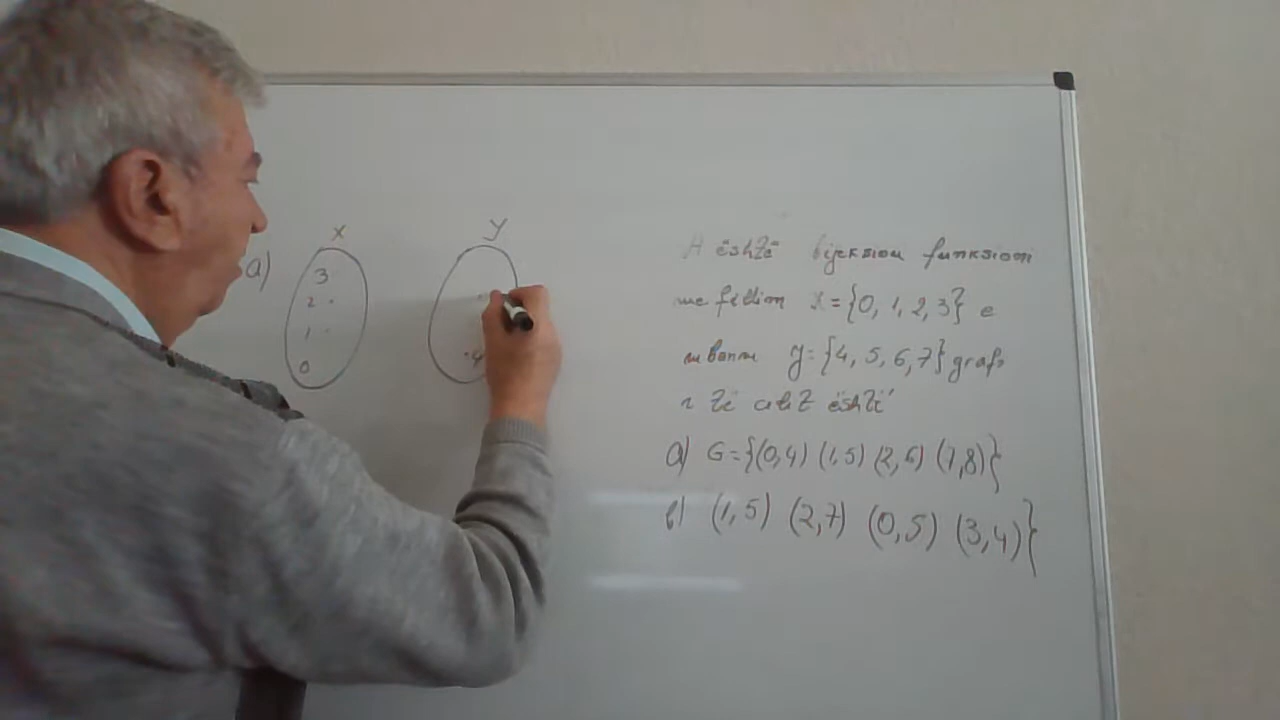 a)
X
3
2
1
0
Y
4
A është bijeksion funksioni
me fillim X = {0, 1, 2, 3} e
mbarim y = {4, 5, 6, 7} grafi
i të cilit është
a) G = {(0,4) (1,5) (2,6) (7,8)}
b) (1,5) (2,7) (0,5) (3,4)}